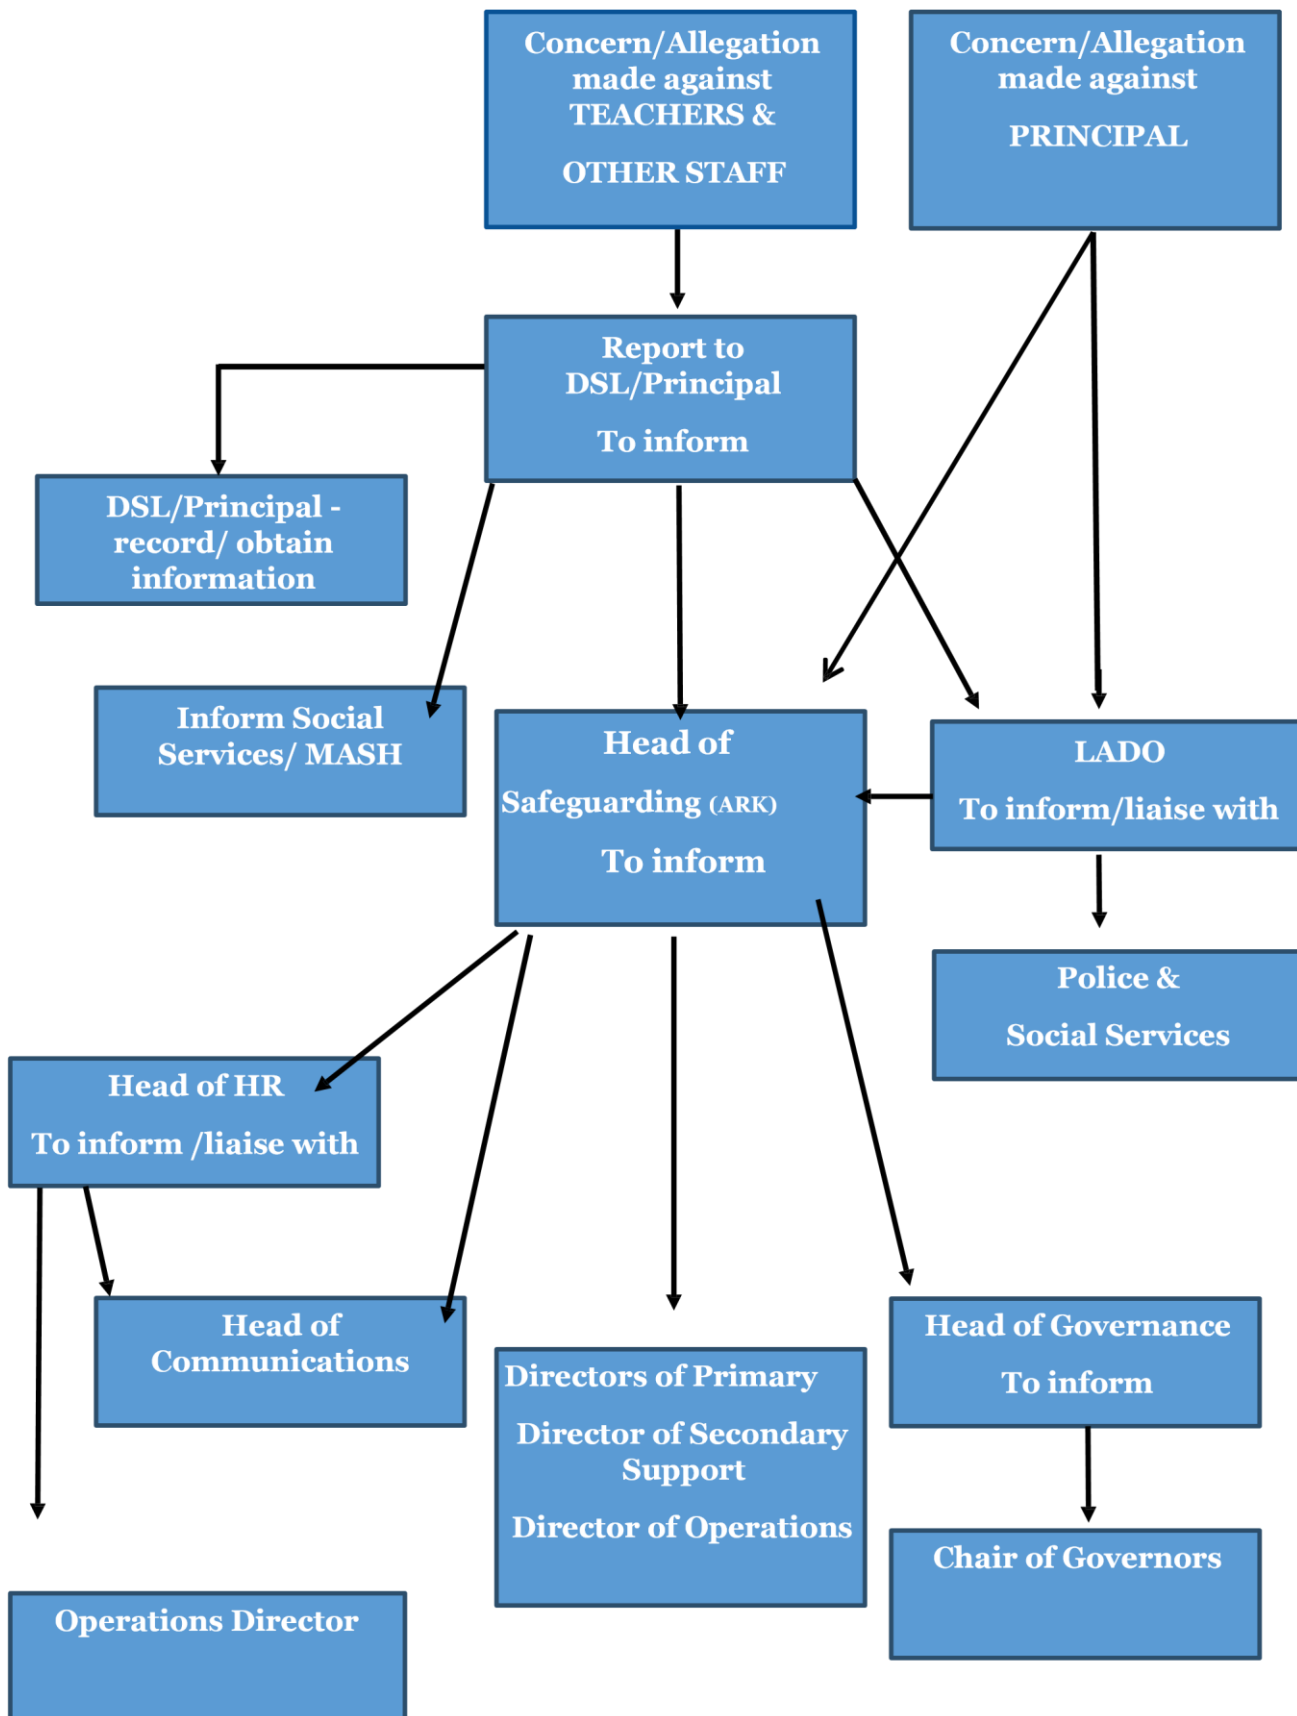 Concern/Allegation
made against
TEACHERS &
OTHER STAFF
Concern/Allegation
made against
PRINCIPAL
Report to
DSL/Principal
To inform
DSL/Principal -
record/ obtain
information
Inform Social
Services/ MASH
Head of
Safeguarding (ARK)
To inform
LADO
To inform/liaise with
Police &
Social Services
Head of HR
To inform /liaise with
Head of
Communications
Directors of Primary
Director of Secondary
Support
Director of Operations
Head of Governance
To inform
Chair of Governors
Operations Director